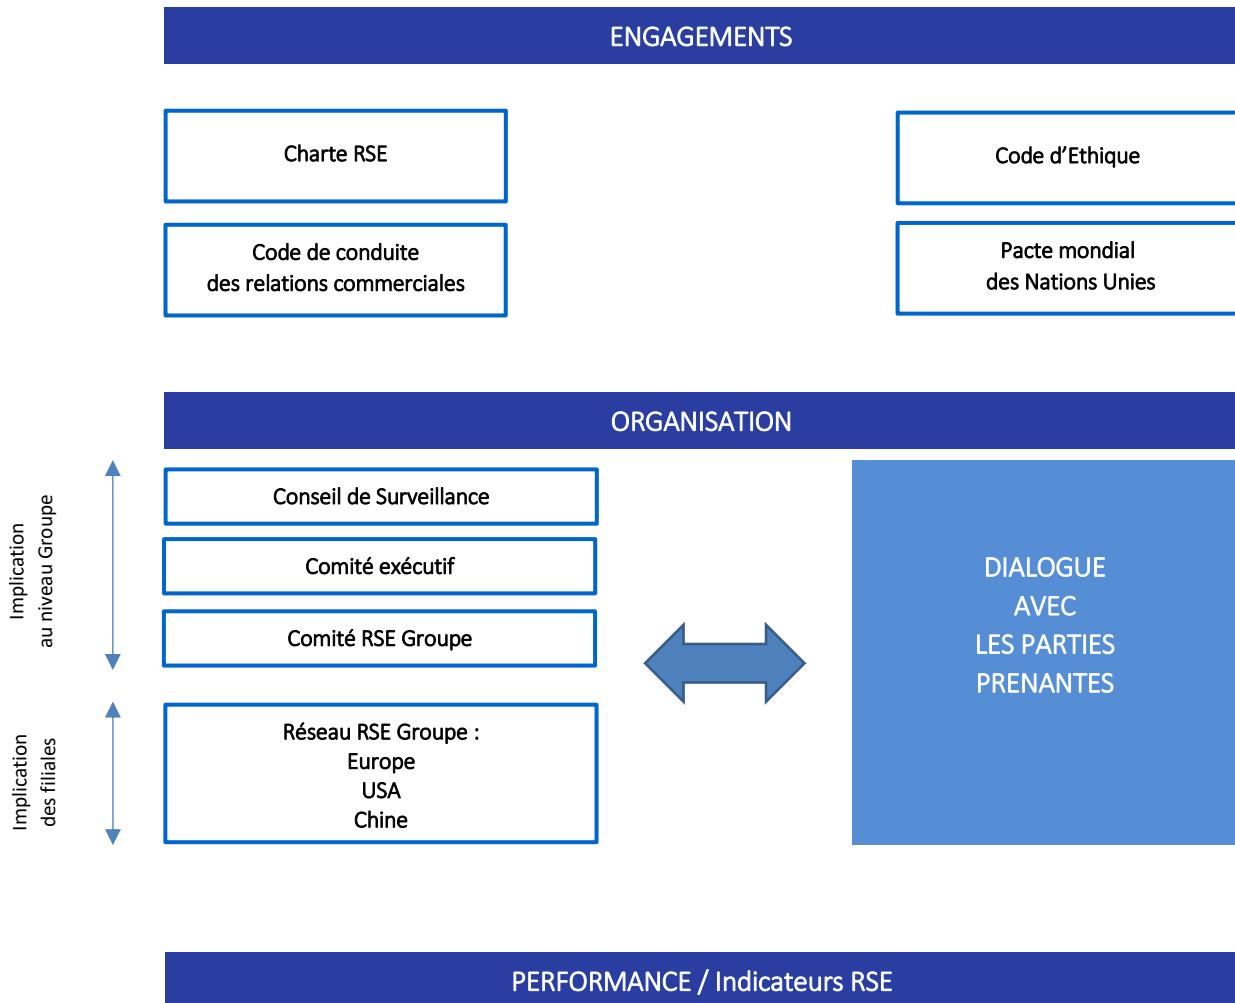 ENGAGEMENTS
Charte RSE
Code d’Ethique
Code de conduite
des relations commerciales
Pacte mondial
des Nations Unies
ORGANISATION
Implication
au niveau Groupe
Conseil de Surveillance
Comité exécutif
Comité RSE Groupe
DIALOGUE
AVEC
LES PARTIES
PRENANTES
Implication
des filiales
Réseau RSE Groupe :
Europe
USA
Chine
PERFORMANCE / Indicateurs RSE